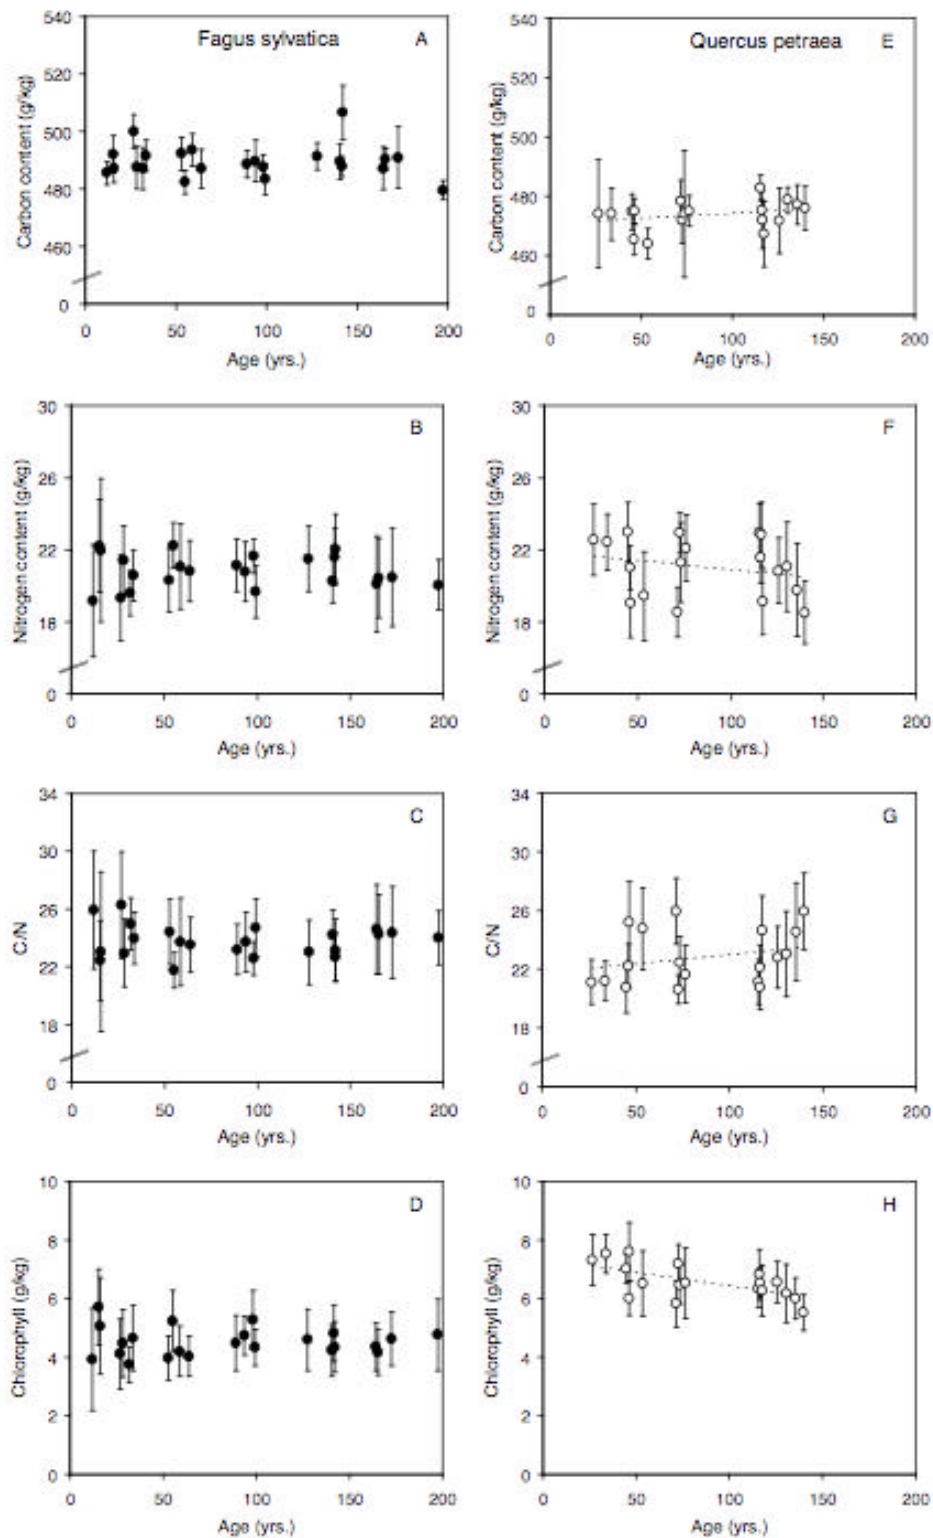 Fagus sylvatica A
Carbon content (g/kg)
540
520
500
480
460
0
0 50 100 150 200
Age (yrs.)
Quercus petraea E
Carbon content (g/kg)
540
520
500
480
460
0
0 50 100 150 200
Age (yrs.)
B
Nitrogen content (g/kg)
30
26
22
18
0
0 50 100 150 200
Age (yrs.)
F
Nitrogen content (g/kg)
30
26
22
18
0
0 50 100 150 200
Age (yrs.)
C
C/N
34
30
26
22
18
0
0 50 100 150 200
Age (yrs.)
G
C/N
34
30
26
22
18
0
0 50 100 150 200
Age (yrs.)
D
Chlorophyll (g/kg)
10
8
6
4
2
0
0 50 100 150 200
Age (yrs.)
H
Chlorophyll (g/kg)
10
8
6
4
2
0
0 50 100 150 200
Age (yrs.)